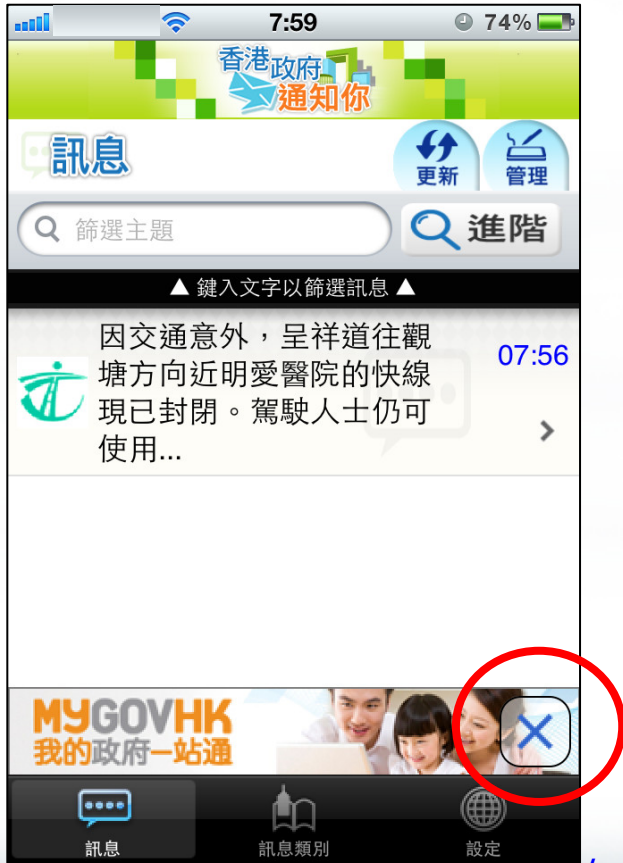 7:59
74%
香港政府
通知你
訊息
更新
管理
篩選主題
進階
▲ 鍵入文字以篩選訊息 ▲
因交通意外，呈祥道往觀
塘方向近明愛醫院的快線
現已封閉。駕駛人士仍可
使用...
07:56
MYGOVHK
我的政府一站通
訊息
訊息類別
設定